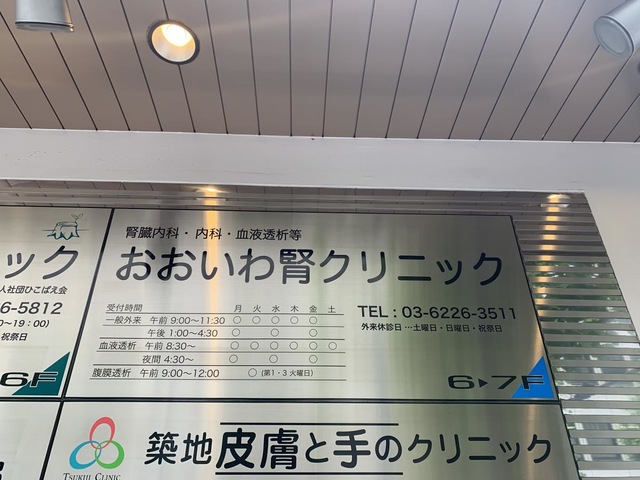 ック
人社団ひこばえ会
6-5812
0～19：00）
祝祭日
6F
腎臓内科・内科・血液透析等
おおいわ腎クリニック
受付時間 月 火 水 木 金 土
一般外来 午前 9:00～11:30 ○ ○ ○ ○ ○
午後 1:00～4:30 ○ ○ ○
血液透析 午前 8:30～ ○ ○ ○ ○ ○ ○
夜間 4:30～ ○ ○ ○
腹膜透析 午前 9:00～12:00 ○ (第1・3火曜日)
TEL : 03-6226-3511
外来休診日…土曜日・日曜日・祝祭日
6▶7F
築地皮膚と手のクリニック
TSUKIJI CLINIC